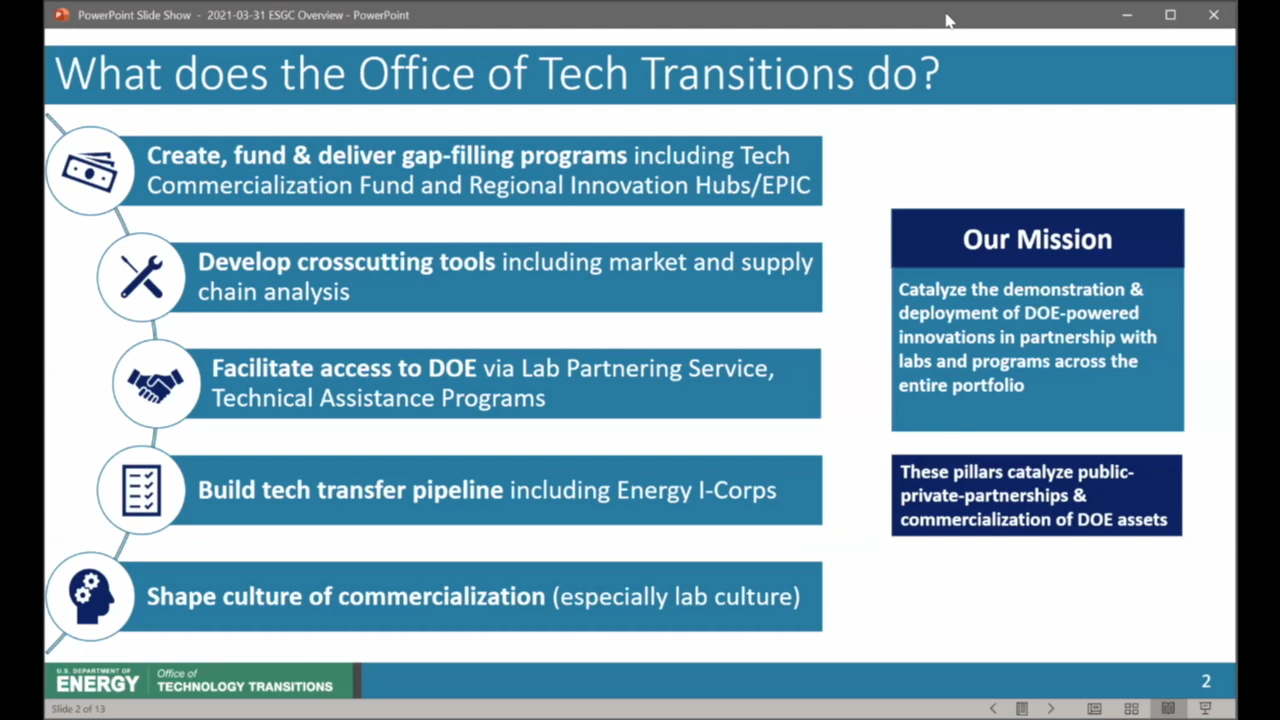 PowerPoint Slide Show - 2021-03-31 ESGC Overview - PowerPoint
What does the Office of Tech Transitions do?
Create, fund & deliver gap-filling programs including Tech
Commercialization Fund and Regional Innovation Hubs/EPIC
Develop crosscutting tools including market and supply
chain analysis
Facilitate access to DOE via Lab Partnering Service,
Technical Assistance Programs
Build tech transfer pipeline including Energy I-Corps
Shape culture of commercialization (especially lab culture)
Our Mission
Catalyze the demonstration &
deployment of DOE-powered
innovations in partnership with
labs and programs across the
entire portfolio
These pillars catalyze public-
private-partnerships &
commercialization of DOE assets
U.S. DEPARTMENT OF
ENERGY
Office of
TECHNOLOGY TRANSITIONS
2
Slide 2 of 13